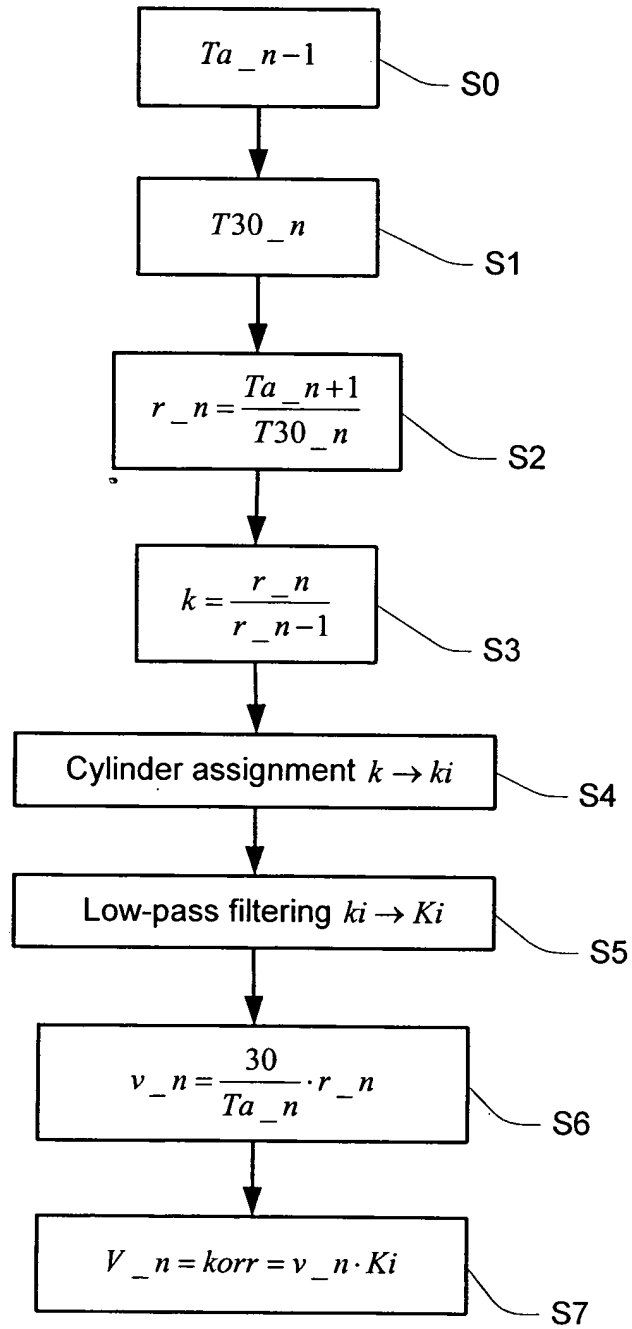 Ta_n-1
S0
T30_n
S1
r_n = Ta_n+1 / T30_n
S2
k = r_n / r_n-1
S3
Cylinder assignment k → ki
S4
Low-pass filtering ki → Ki
S5
v_n = 30 / Ta_n · r_n
S6
V_n = korr = v_n · Ki
S7